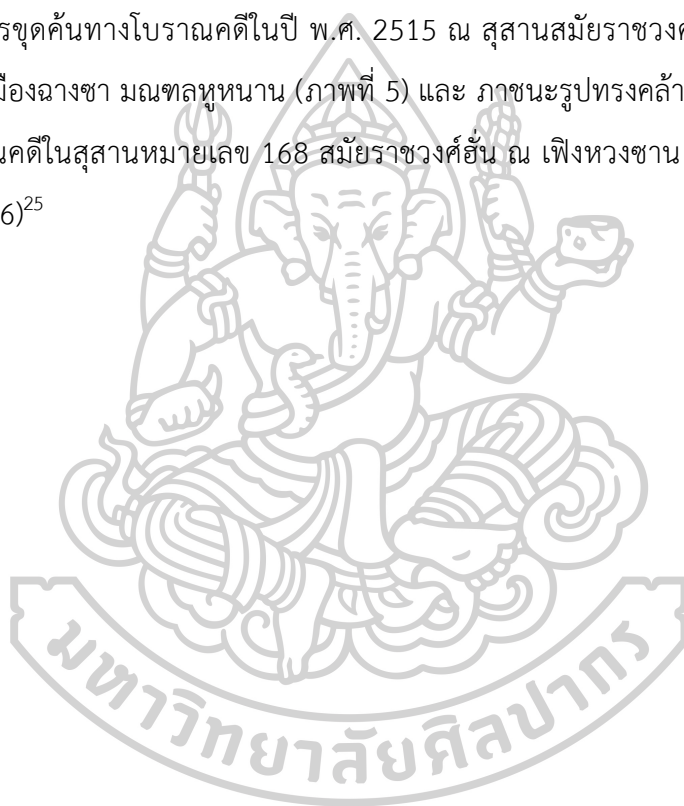 รขุดค้นทางโบราณคดีในปี พ.ศ. 2515 ณ สุสานสมัยราชวงศ
มืองฉางซา มณฑลหูหนาน (ภาพที่ 5) และ ภาชนะรูปทรงคล้า
นคดีในสุสานหมายเลข 168 สมัยราชวงศ์ฮั่น ณ เฟิงหวงซาน
6)25
มหาวิทยาลัยศิลปากร